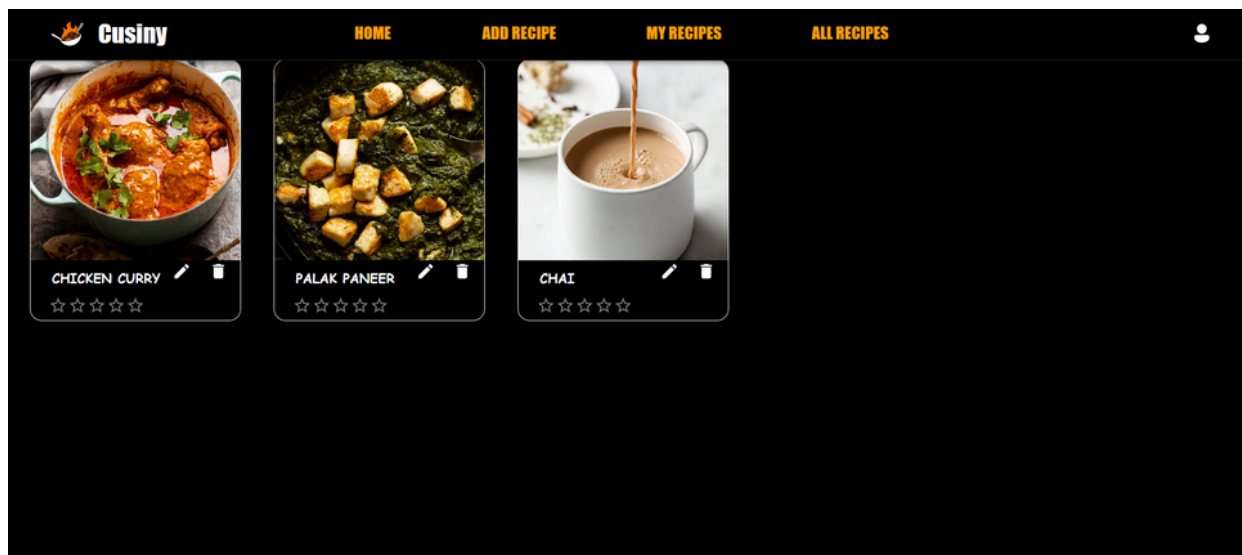 Cusiny HOME ADD RECIPE MY RECIPES ALL RECIPES
CHICKEN CURRY PALAK PANEER CHAI